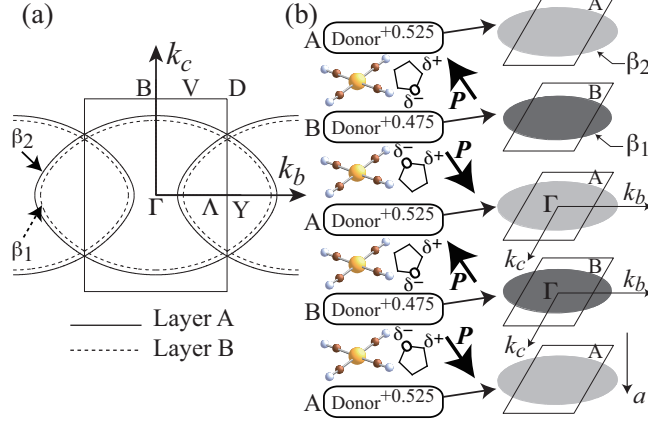 (a)
k_c
B
V
D
β₂
k_b
Γ
Λ
Y
β₁
Layer A
Layer B
(b)
A
Donor+0.525
A
δ+
δ−
P
β₂
B
Donor+0.475
B
β₁
δ−
δ+
P
A
Donor+0.525
A
Γ
k_b
δ+
δ−
P
k_c
B
Donor+0.475
B
Γ
k_b
δ−
δ+
P
k_c
A
A
Donor+0.525
a